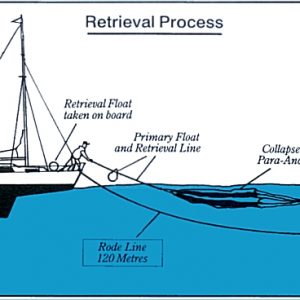 Retrieval Process
Retrieval Float
taken on board
Primary Float
and Retrieval Line
Collapse
Para-Anc
Rode Line
120 Metres